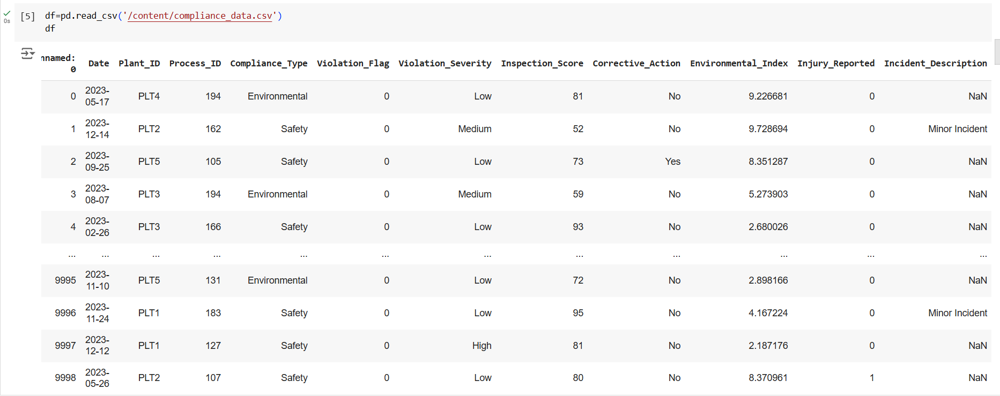 [5] df=pd.read_csv('/content/compliance_data.csv')
0s
df
nnamed: 0 Date Plant_ID Process_ID Compliance_Type Violation_Flag Violation_Severity Inspection_Score Corrective_Action Environmental_Index Injury_Reported Incident_Description
0 2023-05-17 PLT4 194 Environmental 0 Low 81 No 9.226681 0 NaN
1 2023-12-14 PLT2 162 Safety 0 Medium 52 No 9.728694 0 Minor Incident
2 2023-09-25 PLT5 105 Safety 0 Low 73 Yes 8.351287 0 NaN
3 2023-08-07 PLT3 194 Environmental 0 Medium 59 No 5.273903 0 NaN
4 2023-02-26 PLT3 166 Safety 0 Low 93 No 2.680026 0 NaN
... ... ... ... ... ... ... ... ... ... ... ...
9995 2023-11-10 PLT5 131 Environmental 0 Low 72 No 2.898166 0 NaN
9996 2023-11-24 PLT1 183 Safety 0 Low 95 No 4.167224 0 Minor Incident
9997 2023-12-12 PLT1 127 Safety 0 High 81 No 2.187176 0 NaN
9998 2023-05-26 PLT2 107 Safety 0 Low 80 No 8.370961 1 NaN